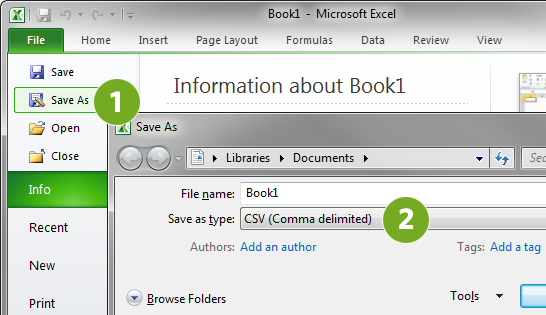 Book1 - Microsoft Excel
File Home Insert Page Layout Formulas Data Review View
Save
Information about Book1
Save As
1
Open
Save As
Close
Libraries Documents
Info
File name: Book1
Save as type: CSV (Comma delimited)
2
Recent
Authors: Add an author Tags: Add a tag
New
Print
Browse Folders Tools